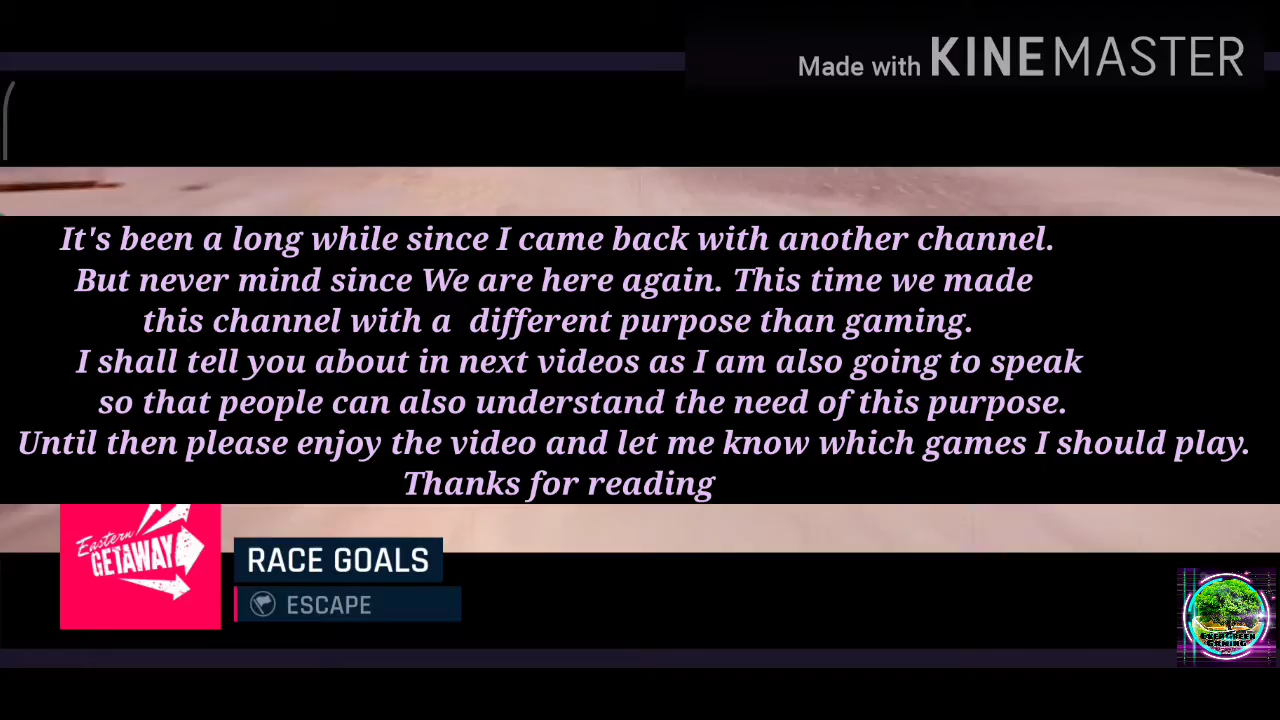 Made with KINEMASTER
It's been a long while since I came back with another channel.
But never mind since We are here again. This time we made
this channel with a  different purpose than gaming.
I shall tell you about in next videos as I am also going to speak
so that people can also understand the need of this purpose.
Until then please enjoy the video and let me know which games I should play.
Thanks for reading
Eastern
GETAWAY
RACE GOALS
ESCAPE
EVERGREEN
GAMING